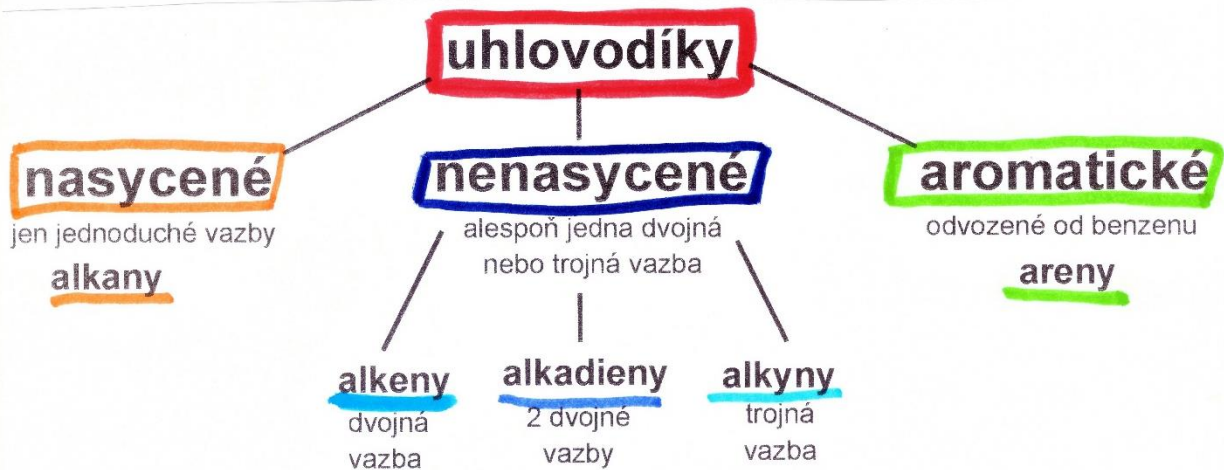 uhlovodíky
nasycené
jen jednoduché vazby
alkany
nenasycené
alespoň jedna dvojná
nebo trojná vazba
aromatické
odvozené od benzenu
areny
alkeny
dvojná
vazba
alkadieny
2 dvojné
vazby
alkyny
trojná
vazba